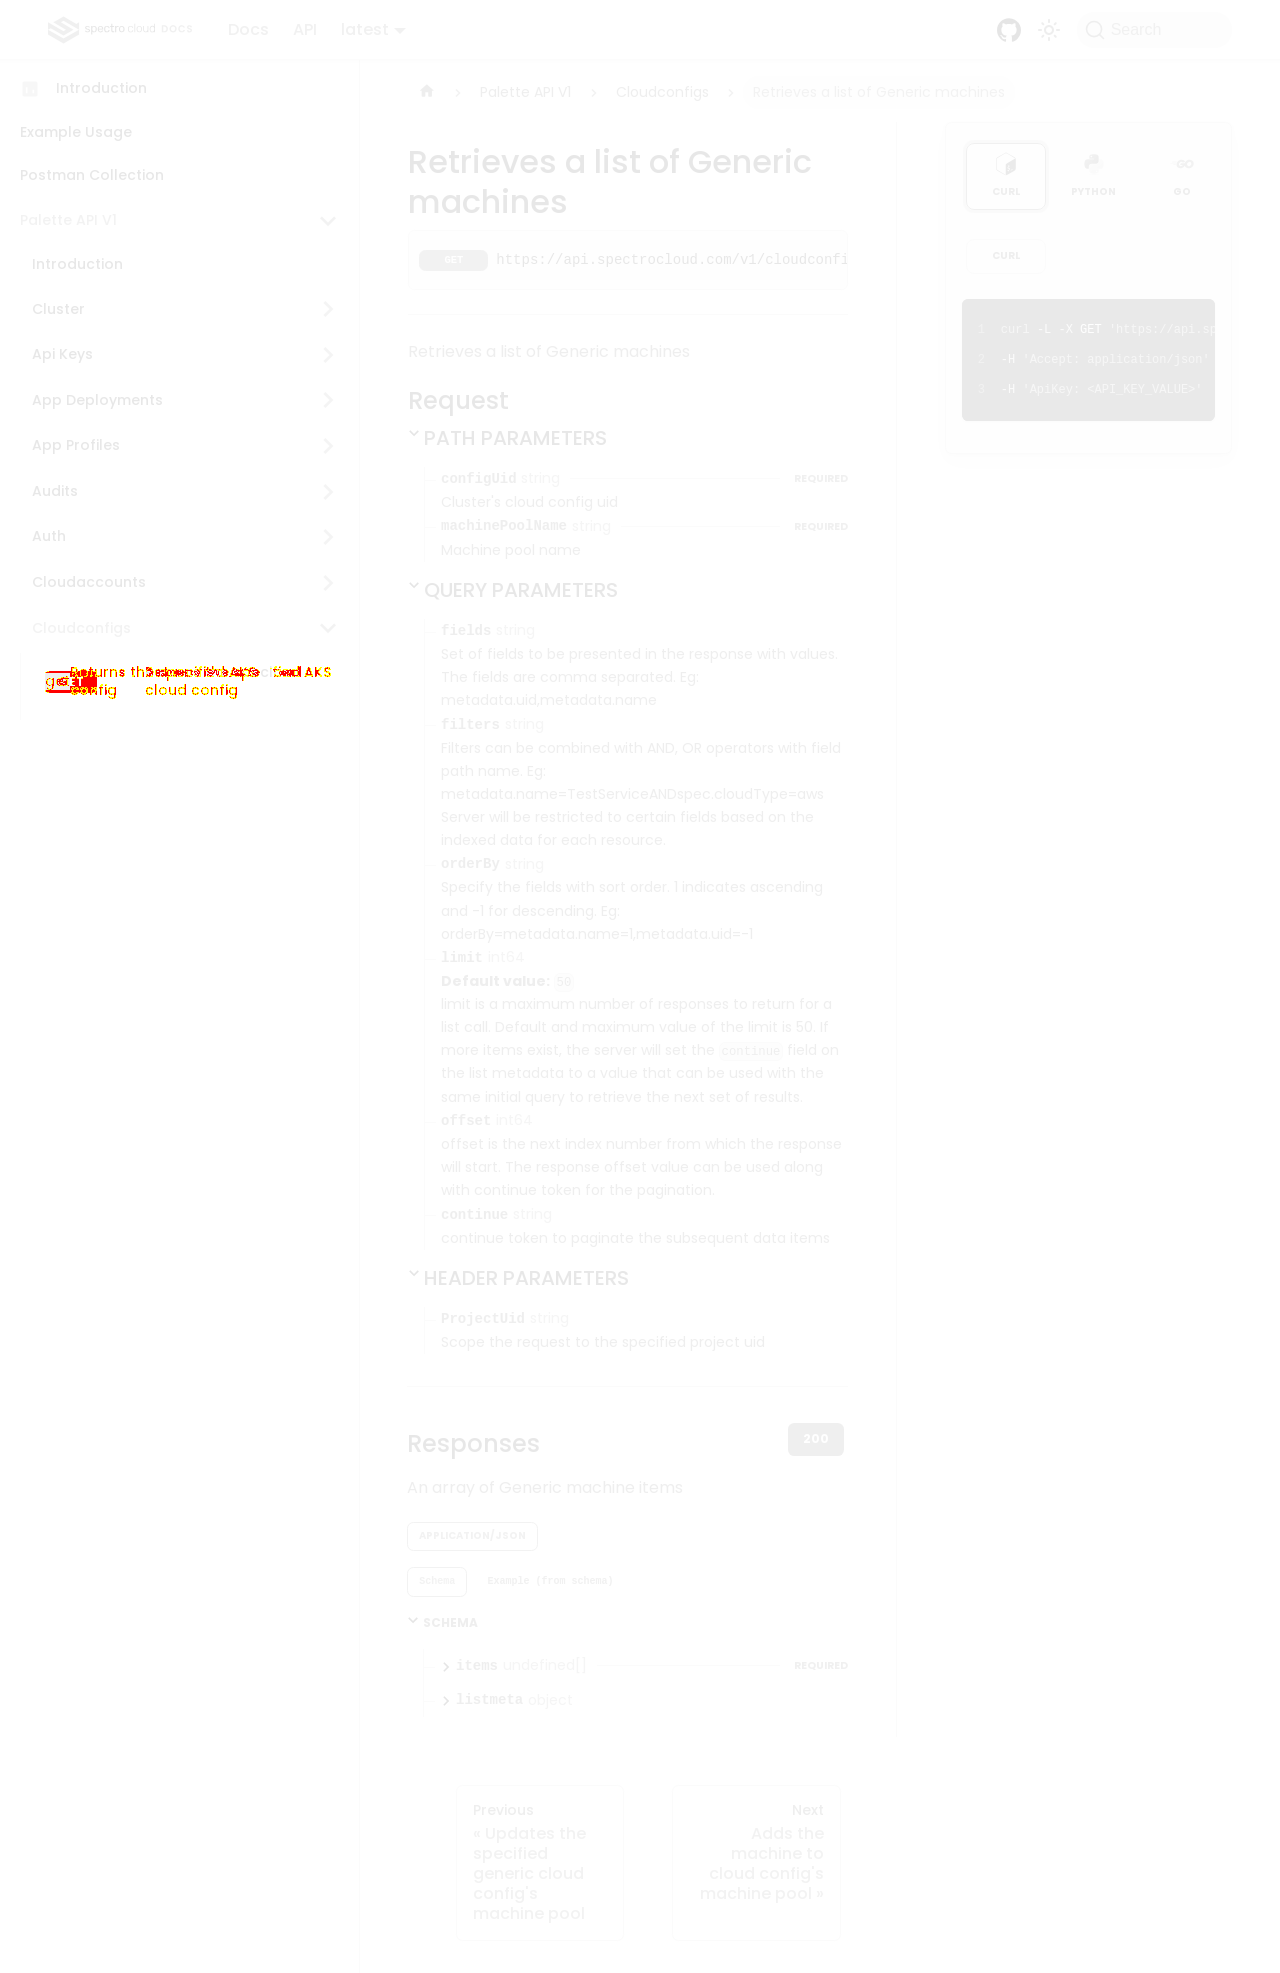 spectro cloud DOCS
Docs
API
latest
Search
Introduction
Example Usage
Postman Collection
Palette API V1
Introduction
Cluster
Api Keys
App Deployments
App Profiles
Audits
Auth
Cloudaccounts
Cloudconfigs
cloud config
Palette API V1
Cloudconfigs
Retrieves a list of Generic machines
Retrieves a list of Generic
machines
GET https://api.spectrocloud.com/v1/cloudconfi
Retrieves a list of Generic machines
Request
PATH PARAMETERS
configUid string REQUIRED
Cluster's cloud config uid
machinePoolName string REQUIRED
Machine pool name
QUERY PARAMETERS
fields string
Set of fields to be presented in the response with values.
The fields are comma separated. Eg:
metadata.uid,metadata.name
filters string
Filters can be combined with AND, OR operators with field
path name. Eg:
metadata.name=TestServiceANDspec.cloudType=aws
Server will be restricted to certain fields based on the
indexed data for each resource.
orderBy string
Specify the fields with sort order. 1 indicates ascending
and -1 for descending. Eg:
orderBy=metadata.name=1,metadata.uid=-1
limit int64
Default value: 50
limit is a maximum number of responses to return for a
list call. Default and maximum value of the limit is 50. If
more items exist, the server will set the continue field on
the list metadata to a value that can be used with the
same initial query to retrieve the next set of results.
offset int64
offset is the next index number from which the response
will start. The response offset value can be used along
with continue token for the pagination.
continue string
continue token to paginate the subsequent data items
HEADER PARAMETERS
ProjectUid string
Scope the request to the specified project uid
Responses
200
An array of Generic machine items
APPLICATION/JSON
Schema
Example (from schema)
SCHEMA
items undefined[] REQUIRED
listmeta object
Previous
« Updates the
specified
generic cloud
config's
machine pool
Next
Adds the
machine to
cloud config's
machine pool »
CURL
PYTHON
GO
GO
CURL
1 curl -L -X GET 'https://api.sp
2 -H 'Accept: application/json'
3 -H 'ApiKey: <API_KEY_VALUE>'